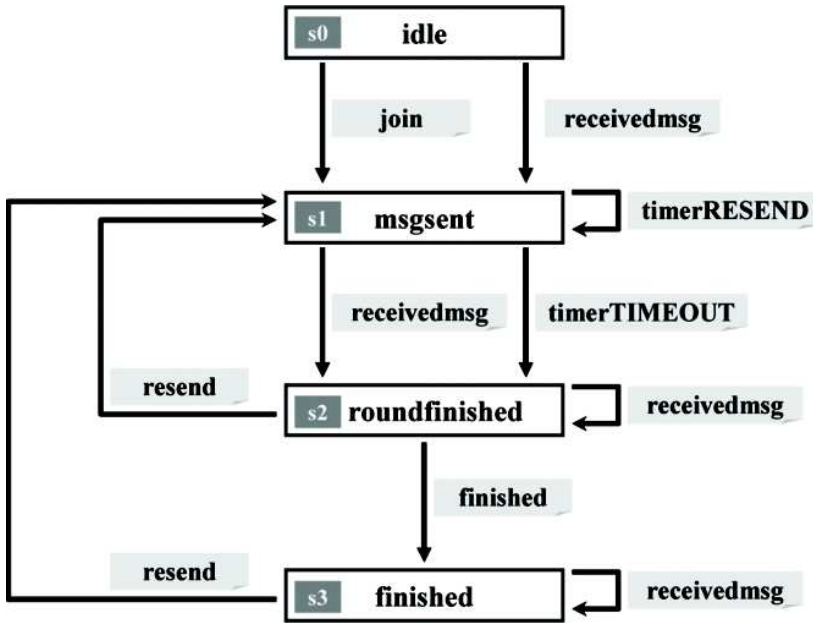 s0 idle
join
receivedmsg
s1 msgsent
timerRESEND
receivedmsg
timerTIMEOUT
resend
s2 roundfinished
receivedmsg
finished
resend
s3 finished
receivedmsg